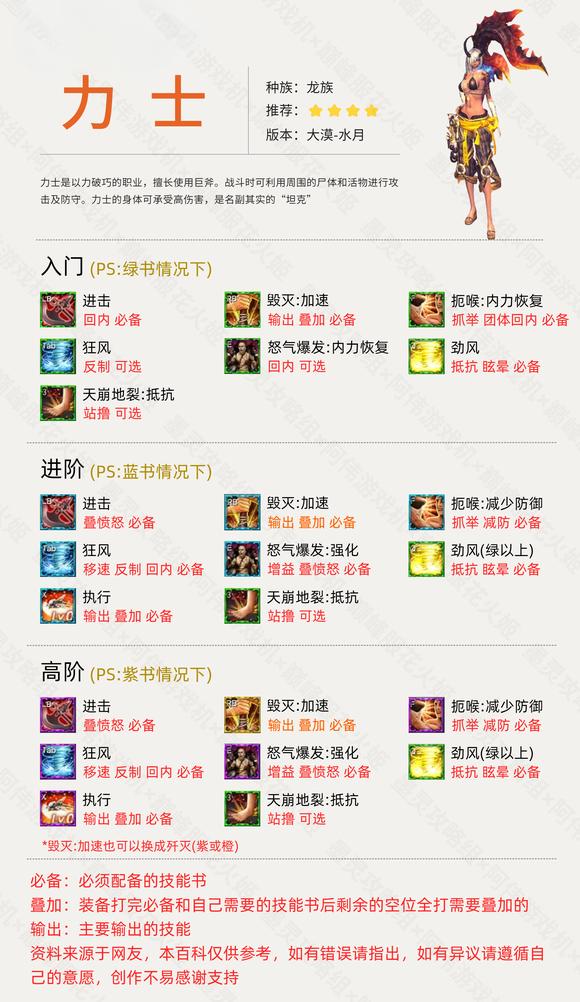 力士
种族：龙族
推荐：
版本：大漠-水月
力士是以力破巧的职业，擅长使用巨斧。战斗时可利用周围的尸体和活物进行攻
击及防守。力士的身体可承受高伤害，是名副其实的“坦克”
入门 (PS:绿书情况下)
进击
回内 必备
毁灭:加速
输出 叠加 必备
扼喉:内力恢复
抓举 团体回内 必备
狂风
反制 可选
怒气爆发:内力恢复
回内 可选
劲风
抵抗 眩晕 必备
天崩地裂:抵抗
站撸 可选
进阶 (PS:蓝书情况下)
进击
叠愤怒 必备
毁灭:加速
输出 叠加 必备
扼喉:减少防御
抓举 减防 必备
狂风
移速 反制 回内 必备
怒气爆发:强化
增益 叠愤怒 必备
劲风(绿以上)
抵抗 眩晕 必备
执行
输出 叠加 必备
天崩地裂:抵抗
站撸 可选
高阶 (PS:紫书情况下)
进击
叠愤怒 必备
毁灭:加速
输出 叠加 必备
扼喉:减少防御
抓举 减防 必备
狂风
移速 反制 回内 必备
怒气爆发:强化
增益 叠愤怒 必备
劲风(绿以上)
抵抗 眩晕 必备
执行
输出 叠加 必备
天崩地裂:抵抗
站撸 可选
*毁灭:加速也可以换成歼灭(紫或橙)
必备：必须配备的技能书
叠加：装备打完必备和自己需要的技能书后剩余的空位全打需要叠加的
输出：主要输出的技能
资料来源于网友，本百科仅供参考，如有错误请指出，如有异议请遵循自
己的意愿，创作不易感谢支持